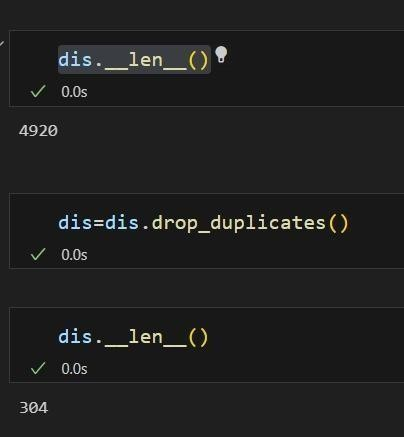 dis.__len__()
0.0s
4920
dis=dis.drop_duplicates()
0.0s
dis.__len__()
0.0s
304